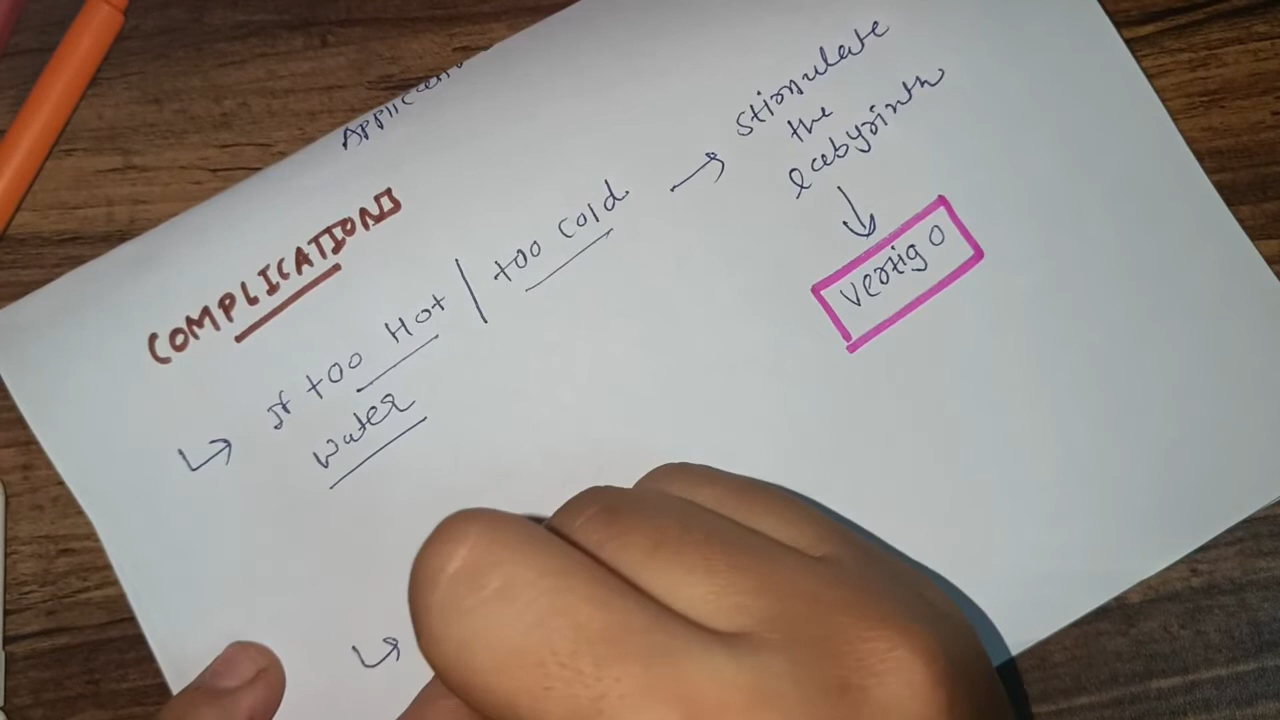 COMPLICATIONS
↳ If too Hot / too Cold →
water
Stimulate
the
labyrinth
↓
Vertigo
↳